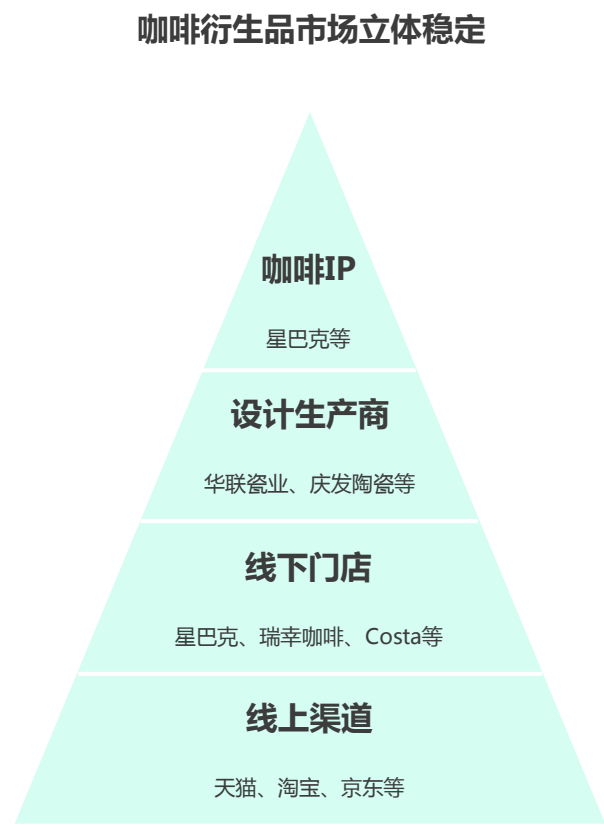 咖啡衍生品市场立体稳定
咖啡IP
星巴克等
设计生产商
华联瓷业、庆发陶瓷等
线下门店
星巴克、瑞幸咖啡、Costa等
线上渠道
天猫、淘宝、京东等